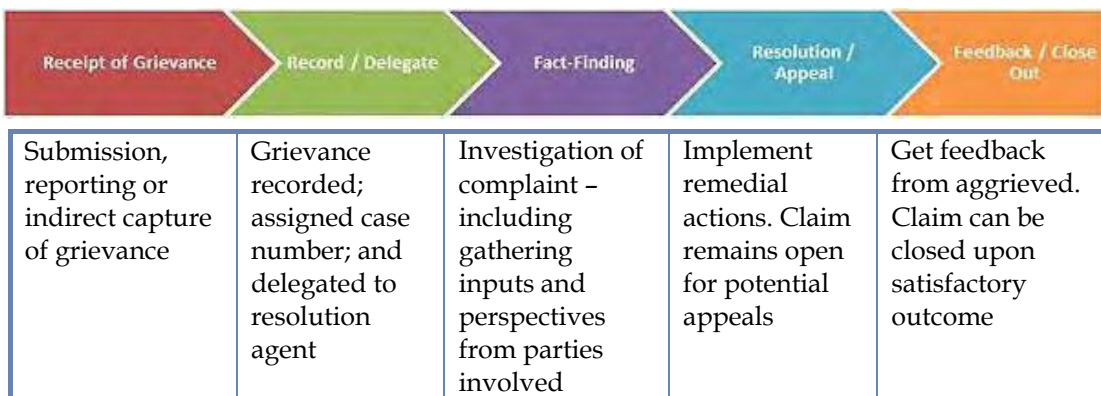 Receipt of Grievance
Record / Delegate
Fact-Finding
Resolution /
Appeal
Feedback / Close
Out
Submission,
reporting or
indirect capture
of grievance
Grievance
recorded;
assigned case
number; and
delegated to
resolution
agent
Investigation of
complaint –
including
gathering
inputs and
perspectives
from parties
involved
Implement
remedial
actions. Claim
remains open
for potential
appeals
Get feedback
from aggrieved.
Claim can be
closed upon
satisfactory
outcome